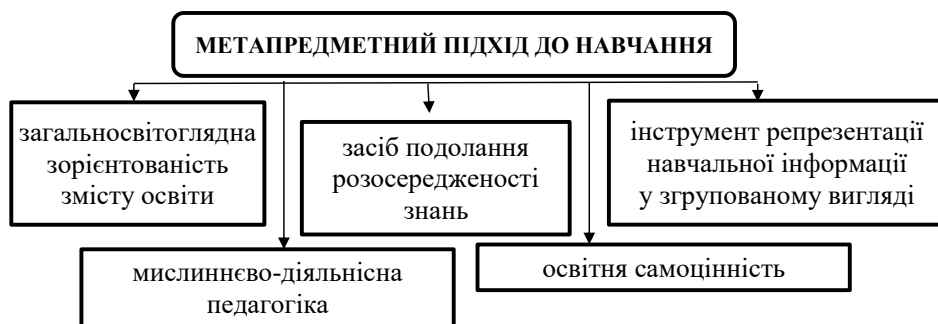 МЕТАПРЕДМЕТНИЙ ПІДХІД ДО НАВЧАННЯ
загальносвітоглядна
зорієнтованість
змісту освіти
засіб подолання
розосередженості
знань
інструмент репрезентації
навчальної інформації
у згрупованому вигляді
мислиннєво-діяльнісна
педагогіка
освітня самоцінність